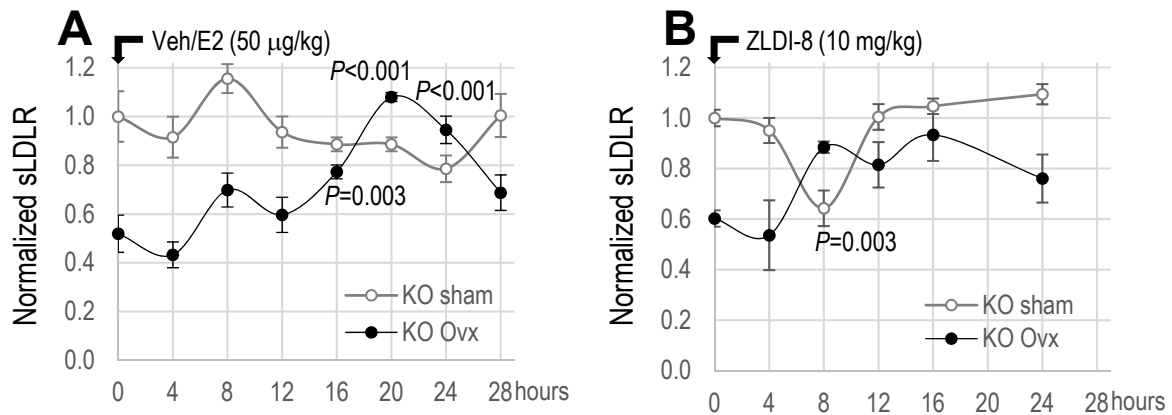 A Veh/E2 (50 μg/kg)
1.2
1.0
0.8
0.6
0.4
0.2
0.0
Normalized sLDLR
P<0.001
P<0.001
P=0.003
KO sham
KO Ovx
0 4 8 12 16 20 24 28 hours
B ZLDI-8 (10 mg/kg)
1.2
1.0
0.8
0.6
0.4
0.2
0.0
Normalized sLDLR
P=0.003
KO sham
KO Ovx
0 4 8 12 16 20 24 28 hours